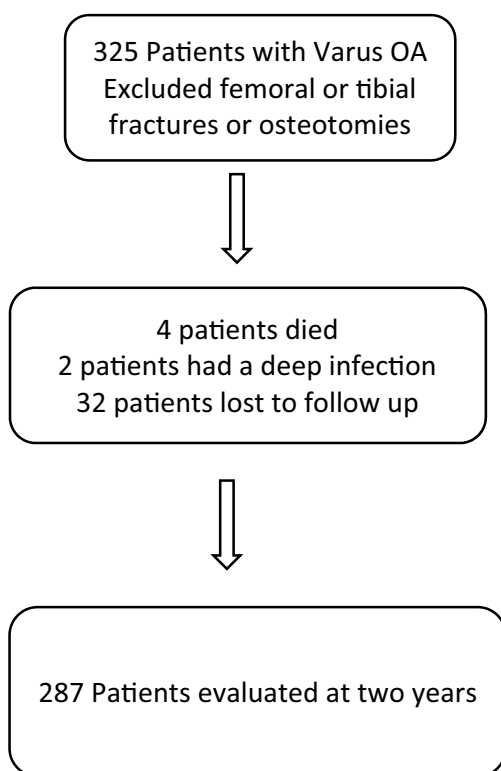 325 Patients with Varus OA
Excluded femoral or tibial
fractures or osteotomies
4 patients died
2 patients had a deep infection
32 patients lost to follow up
287 Patients evaluated at two years